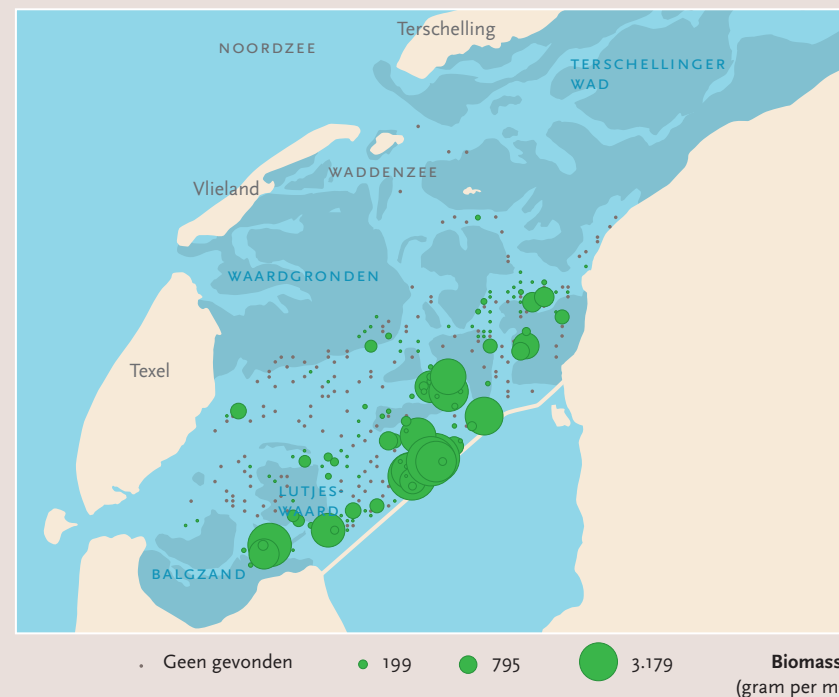 Terschelling
NOORDZEE
TERSCHELLINGER
WAD
WADDENZEE
Vlieland
WAARDGRONDEN
Texel
LUTJES
WAARD
BALGZAND
Geen gevonden
199
795
3.179
Biomass
(gram per m